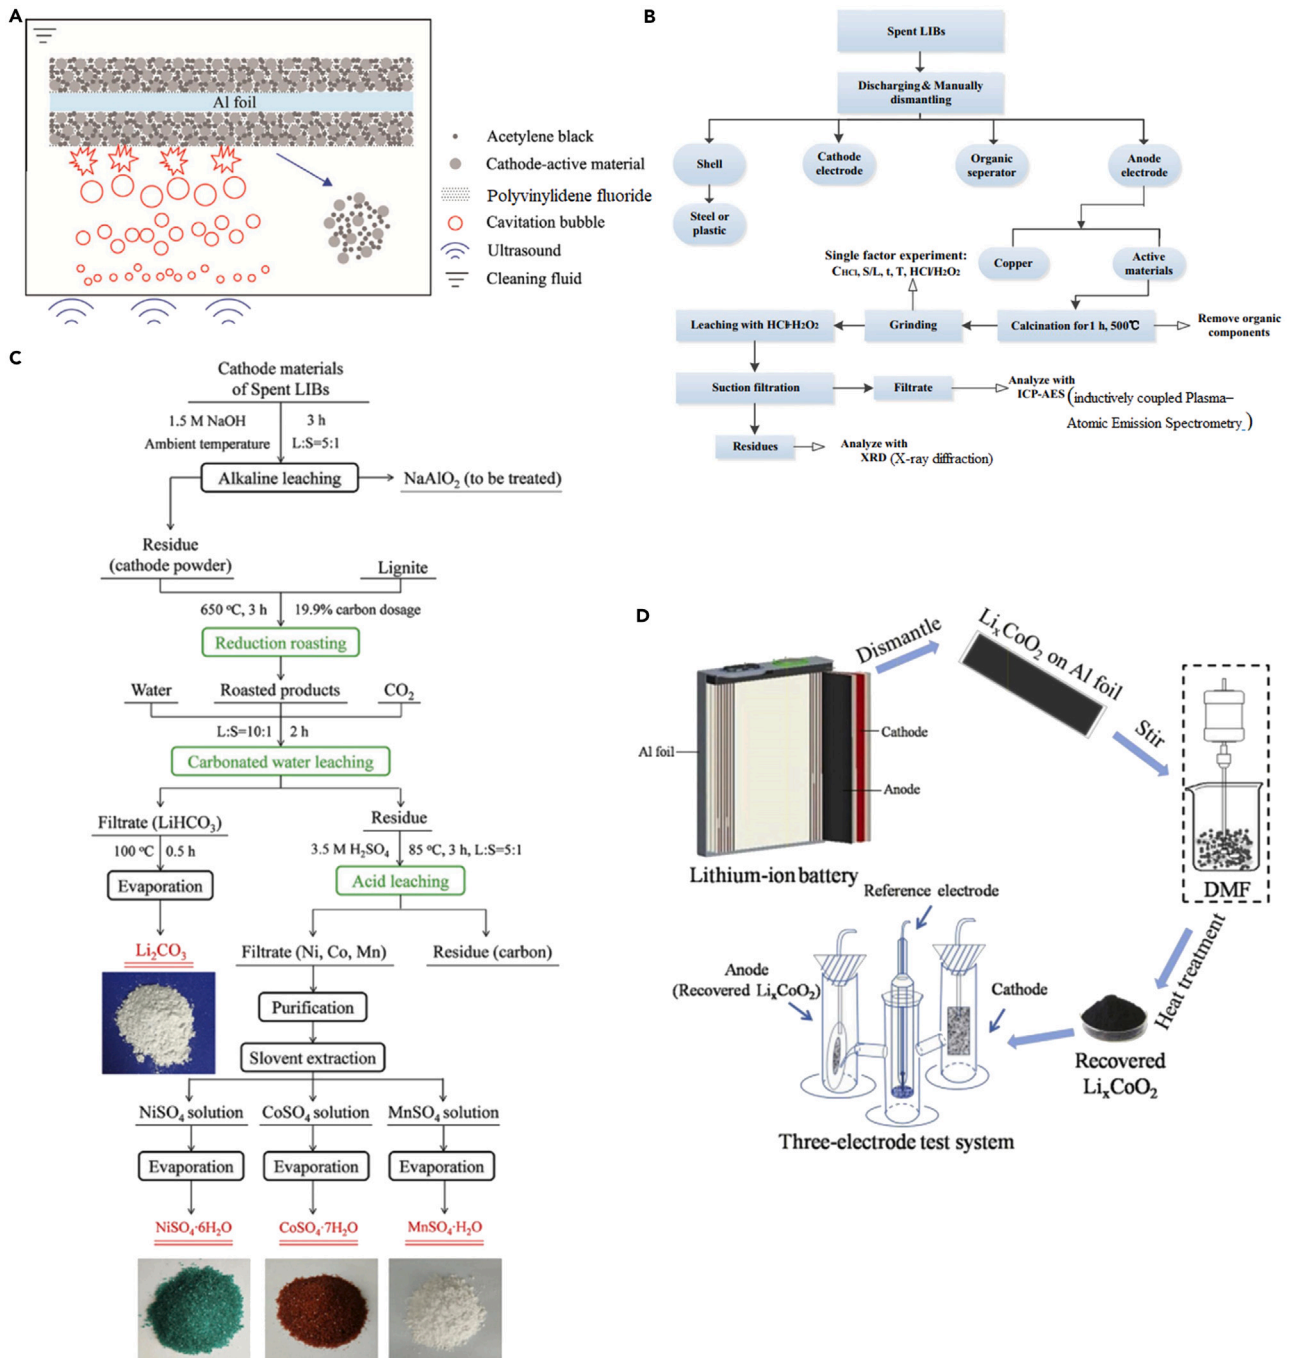 A
Al foil
Acetylene black
Cathode-active material
Polyvinylidene fluoride
Cavitation bubble
Ultrasound
Cleaning fluid
B
Spent LIBs
Discharging & Manually
dismantling
Shell
Cathode
electrode
Organic
seperator
Anode
electrode
Steel or
plastic
Copper
Active
materials
Single factor experiment:
CHCl, S/L, t, T, HCl/H2O2
Leaching with HCl+H2O2
Grinding
Calcination for 1 h, 500℃
Remove organic
components
Suction filtration
Filtrate
Analyze with
ICP-AES (inductively coupled Plasma–
Atomic Emission Spectrometry_)
Residues
Analyze with
XRD (X-ray diffraction)
C
Cathode materials
of Spent LIBs
1.5 M NaOH 3 h
Ambient temperature L:S=5:1
Alkaline leaching
NaAlO2 (to be treated)
Residue
(cathode powder)
Lignite
650 ºC, 3 h 19.9% carbon dosage
Reduction roasting
Water Roasted products CO2
L:S=10:1 2 h
Carbonated water leaching
Filtrate (LiHCO3)
Residue
100 ºC 0.5 h
3.5 M H2SO4 85 ºC, 3 h, L:S=5:1
Evaporation
Acid leaching
Li2CO3
Filtrate (Ni, Co, Mn)
Residue (carbon)
Purification
Slovent extraction
NiSO4 solution CoSO4 solution MnSO4 solution
Evaporation Evaporation Evaporation
NiSO4·6H2O CoSO4·7H2O MnSO4·H2O
D
Dismantle
LixCoO2 on Al foil
Stir
Al foil
Cathode
Anode
Lithium-ion battery
DMF
Heat treatment
Recovered
LixCoO2
Reference electrode
Anode
(Recovered LixCoO2)
Cathode
Three-electrode test system